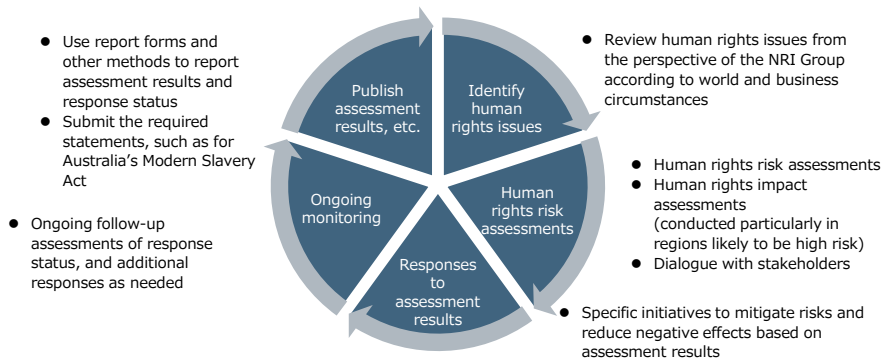 ● Use report forms and
other methods to report
assessment results and
response status
● Submit the required
statements, such as for
Australia’s Modern Slavery
Act
● Ongoing follow-up
assessments of response
status, and additional
responses as needed
Publish
assessment
results, etc.
Identify
human
rights issues
Ongoing
monitoring
Human
rights risk
assessments
Responses
to
assessment
results
● Review human rights issues from
the perspective of the NRI Group
according to world and business
circumstances
● Human rights risk assessments
● Human rights impact
assessments
(conducted particularly in
regions likely to be high risk)
● Dialogue with stakeholders
● Specific initiatives to mitigate risks and
reduce negative effects based on
assessment results